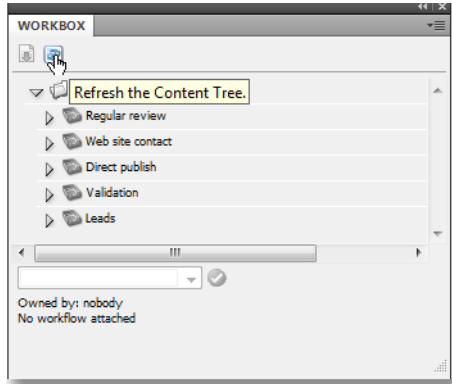 WORKBOX
Refresh the Content Tree.
Regular review
Web site contact
Direct publish
Validation
Leads
Owned by: nobody
No workflow attached